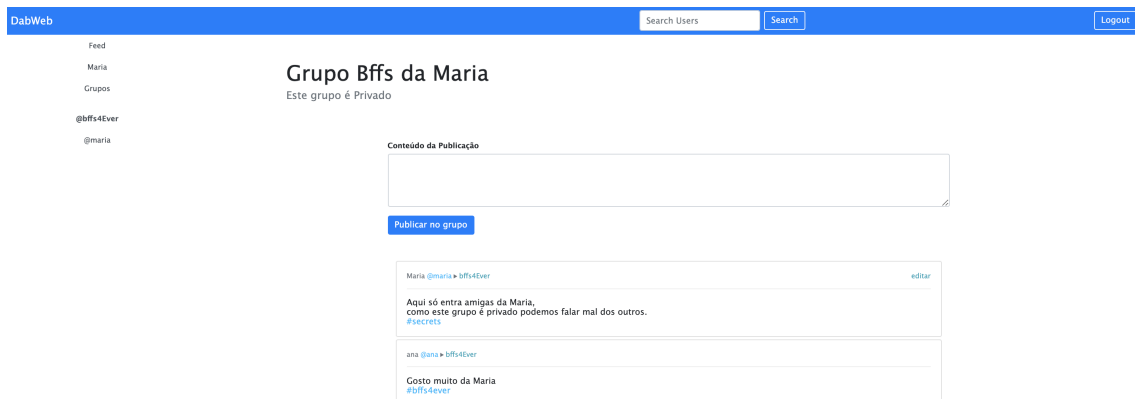 DabWeb
Search Users
Search
Logout
Feed
Maria
Grupos
@bffs4Ever
@maria
Grupo Bffs da Maria
Este grupo é Privado
Conteúdo da Publicação
Publicar no grupo
Maria @maria ▸ bffs4Ever
editar
Aqui só entra amigas da Maria,
como este grupo é privado podemos falar mal dos outros.
#secrets
ana @ana ▸ bffs4Ever
Gosto muito da Maria
#bffs4ever